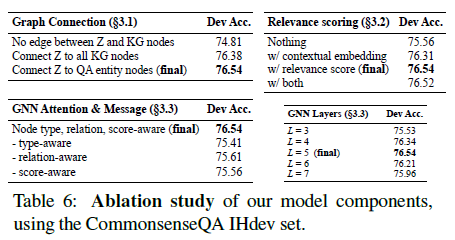 Graph Connection (§3.1) Dev Acc.
No edge between Z and KG nodes 74.81
Connect Z to all KG nodes 76.38
Connect Z to QA entity nodes (final) 76.54
Relevance scoring (§3.2) Dev Acc.
Nothing 75.56
w/ contextual embedding 76.31
w/ relevance score (final) 76.54
w/ both 76.52
GNN Attention & Message (§3.3) Dev Acc.
Node type, relation, score-aware (final) 76.54
- type-aware 75.41
- relation-aware 75.61
- score-aware 75.56
GNN Layers (§3.3) Dev Acc.
L = 3 75.53
L = 4 76.34
L = 5 (final) 76.54
L = 6 76.21
L = 7 75.96
Table 6: Ablation study of our model components,
using the CommonsenseQA IHdev set.